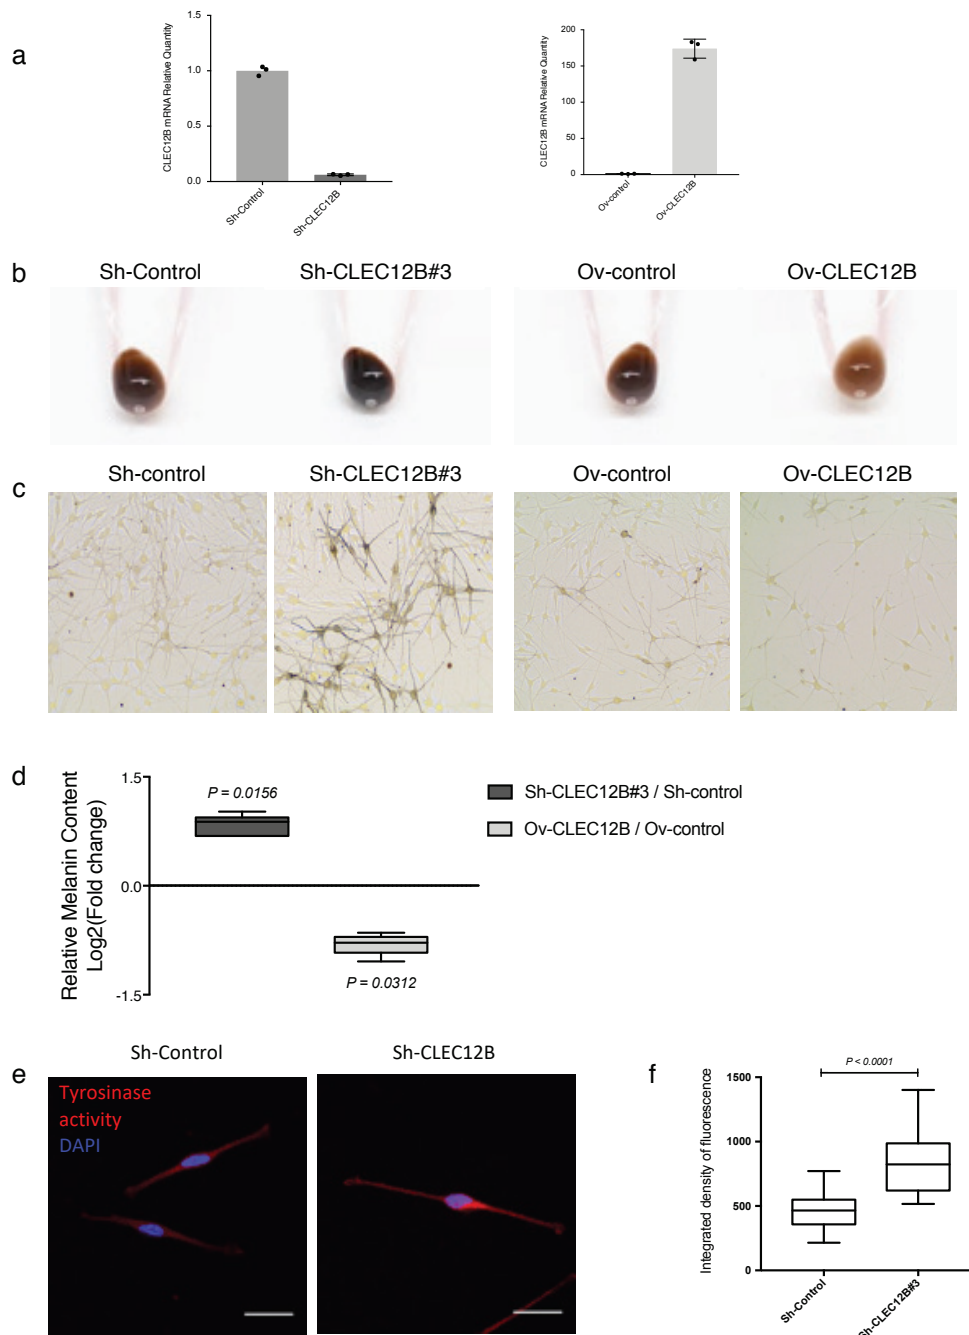 a
CLEC12B mRNA Relative Quantity
1.5
1.0
0.5
0.0
Sh-Control
Sh-CLEC12B
CLEC12B mRNA Relative Quantity
200
150
100
50
0
Ov-control
Ov-CLEC12B
b
Sh-Control
Sh-CLEC12B#3
Ov-control
Ov-CLEC12B
c
Sh-control
Sh-CLEC12B#3
Ov-control
Ov-CLEC12B
d
Relative Melanin Content
Log2(Fold change)
1.5
0.0
-1.5
P = 0.0156
P = 0.0312
Sh-CLEC12B#3 / Sh-control
Ov-CLEC12B / Ov-control
e
Sh-Control
Sh-CLEC12B
Tyrosinase
activity
DAPI
f
Integrated density of fluorescence
1500
1000
500
0
P < 0.0001
Sh-Control
Sh-CLEC12B#3